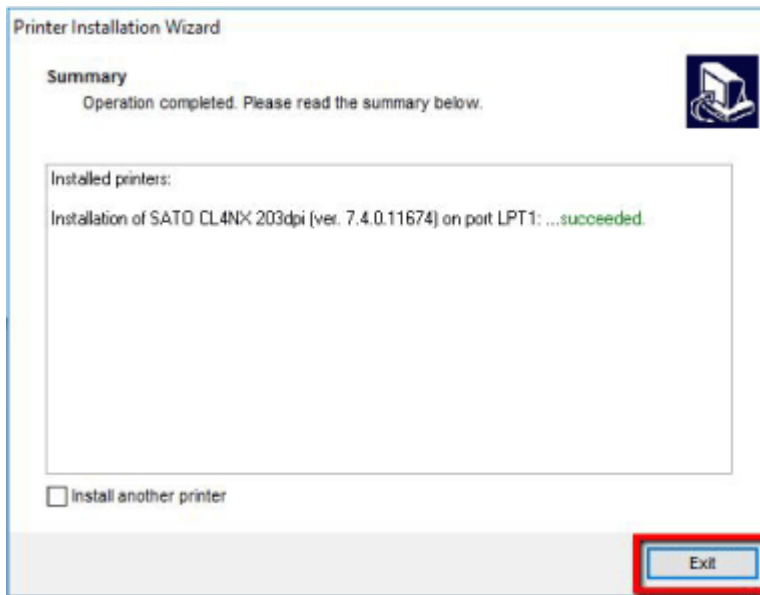 Printer Installation Wizard
Summary
Operation completed. Please read the summary below.
Installed printers:
Installation of SATO CL4NX 203dpi (ver. 7.4.0.11674) on port LPT1: ...succeeded.
Install another printer
Exit